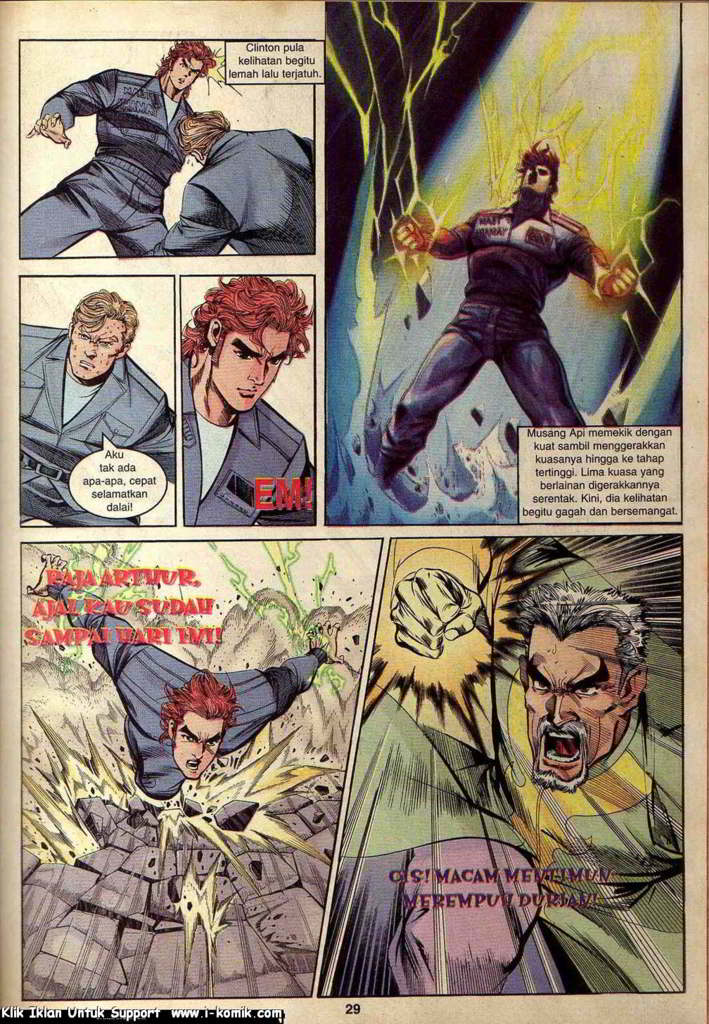 Clinton pula
kelihatan begitu
lemah lalu terjatuh.
Aku
tak ada
apa-apa, cepat
selamatkan
dalai!
EM!
Musang Api memekik dengan
kuat sambil menggerakkan
kuasanya hingga ke tahap
tertinggi. Lima kuasa yang
berlainan digerakkannya
serentak. Kini, dia kelihatan
begitu gagah dan bersemangat.
RAJA ARTHUR,
AJAL KAU SUDAH
SAMPAI HARI INI!
CIS! MACAM MENTIMUN
MEREMPUH DURIAN!
29
Klik Iklan Untuk Support www.i-komik.com